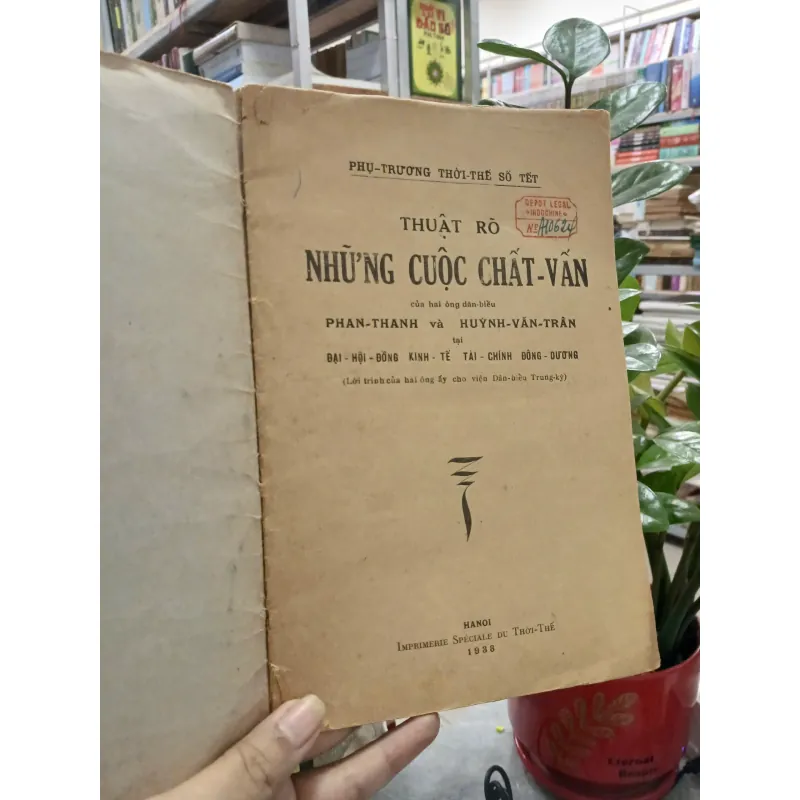 PHỤ-TRƯƠNG THỜI-THẾ SỐ TẾT
DEPOT LEGAL
INDOCHINE
No
THUẬT RÕ
NHỮNG CUỘC CHẤT-VẤN
của hai ông dân-biểu
PHAN-THANH và HUỲNH-VĂN-TRÂN
tại
ĐẠI-HỘI-ĐỒNG KINH-TẾ TÀI-CHÍNH ĐÔNG-DƯƠNG
(Lời trình của hai ông ấy cho viện Dân-biểu Trung-kỳ)
HANOI
IMPRIMERIE SPÉCIALE DU THỜI-THẾ
1938
Eternal